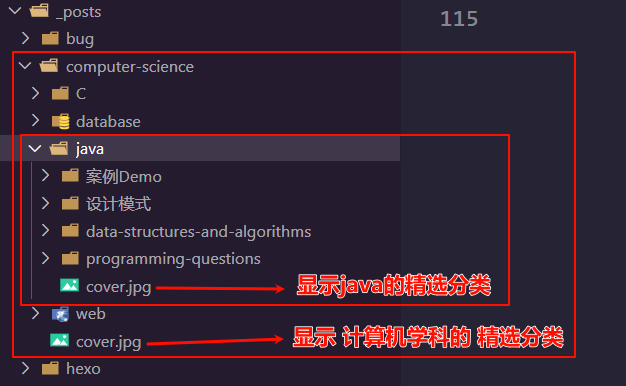 _posts
115
bug
computer-science
C
database
java
案例Demo
设计模式
data-structures-and-algorithms
programming-questions
cover.jpg
显示java的精选分类
web
cover.jpg
显示 计算机学科的 精选分类
hexo